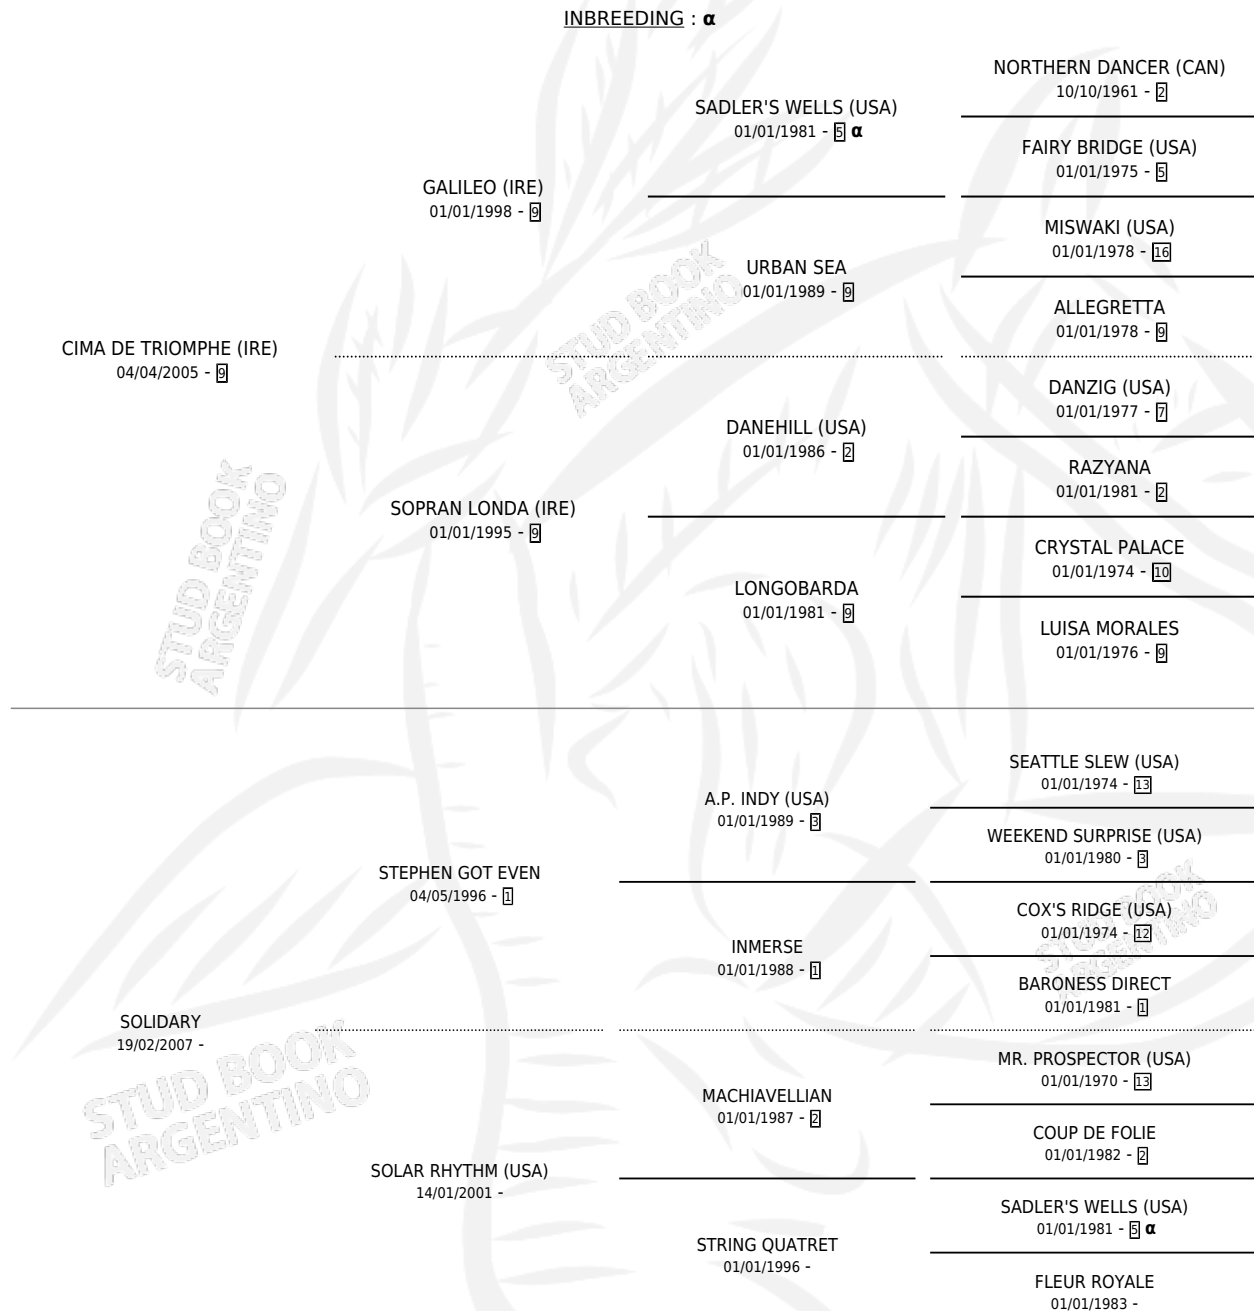 INBREEDING : α
NORTHERN DANCER (CAN)
10/10/1961 - 2
SADLER'S WELLS (USA)
01/01/1981 - 5 α
FAIRY BRIDGE (USA)
01/01/1975 - 5
GALILEO (IRE)
01/01/1998 - 9
MISWAKI (USA)
01/01/1978 - 16
URBAN SEA
01/01/1989 - 9
ALLEGRETTA
01/01/1978 - 9
CIMA DE TRIOMPHE (IRE)
04/04/2005 - 9
DANZIG (USA)
01/01/1977 - 7
DANEHILL (USA)
01/01/1986 - 2
RAZYANA
01/01/1981 - 2
SOPRAN LONDA (IRE)
01/01/1995 - 9
CRYSTAL PALACE
01/01/1974 - 10
LONGOBARDA
01/01/1981 - 9
LUISA MORALES
01/01/1976 - 9
SEATTLE SLEW (USA)
01/01/1974 - 13
A.P. INDY (USA)
01/01/1989 - 3
WEEKEND SURPRISE (USA)
01/01/1980 - 3
STEPHEN GOT EVEN
04/05/1996 - 1
COX'S RIDGE (USA)
01/01/1974 - 12
INMERSE
01/01/1988 - 1
BARONESS DIRECT
01/01/1981 - 1
SOLIDARY
19/02/2007 -
MR. PROSPECTOR (USA)
01/01/1970 - 13
MACHIAVELLIAN
01/01/1987 - 2
COUP DE FOLIE
01/01/1982 - 2
SOLAR RHYTHM (USA)
14/01/2001 -
SADLER'S WELLS (USA)
01/01/1981 - 5 α
STRING QUATRET
01/01/1996 -
FLEUR ROYALE
01/01/1983 -
STUD BOOK
ARGENTINO
STUD BOOK
ARGENTINO
STUD BOOK
ARGENTINO
STUD BOOK
ARGENTINO